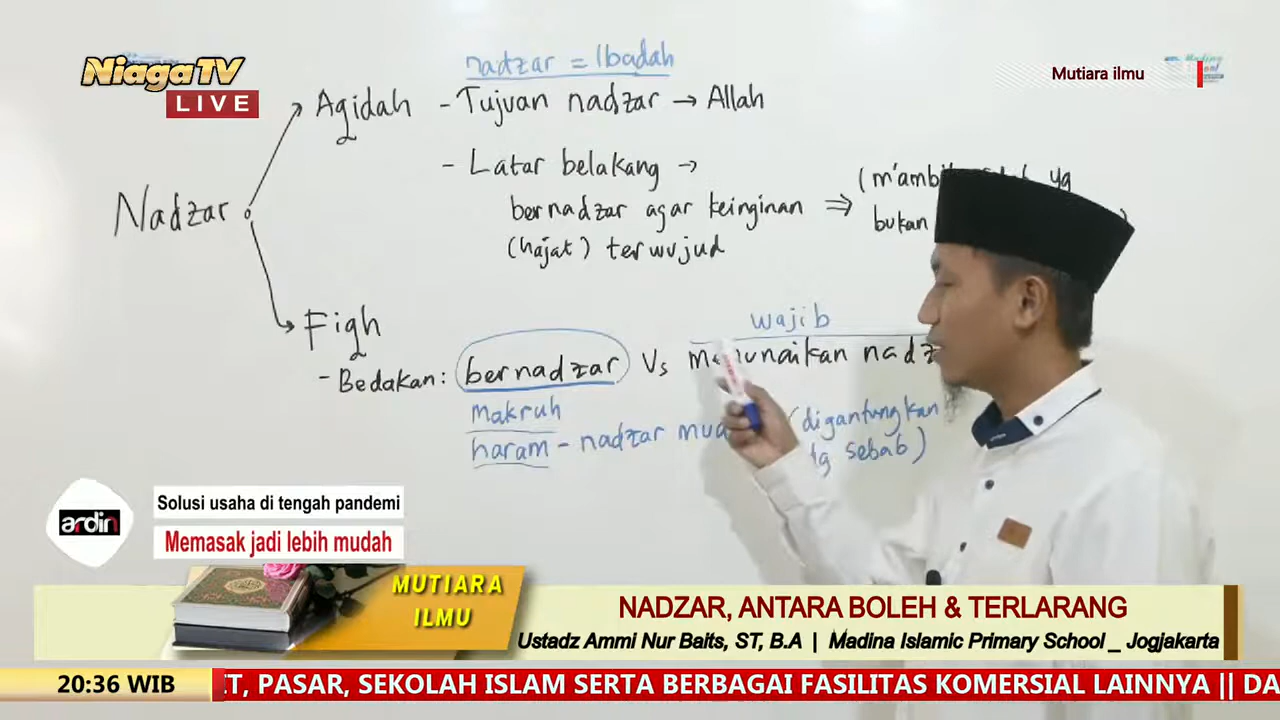 NiagaTV
LIVE
Mutiara ilmu
nadzar = Ibadah
Nadzar
Aqidah - Tujuan nadzar → Allah
- Latar belakang →
bernadzar agar keinginan ⇒
(hajat) terwujud
yg
bukan
Fiqh
wajib
- Bedakan: bernadzar Vs menunaikan
makruh
haram - nadzar (digantungkan
dg sebab)
ardin
Solusi usaha di tengah pandemi
Memasak jadi lebih mudah
MUTIARA
ILMU
NADZAR, ANTARA BOLEH & TERLARANG
Ustadz Ammi Nur Baits, ST, B.A | Madina Islamic Primary School _ Jogjakarta
20:36 WIB
PASAR, SEKOLAH ISLAM SERTA BERBAGAI FASILITAS KOMERSIAL LAINNYA || DA